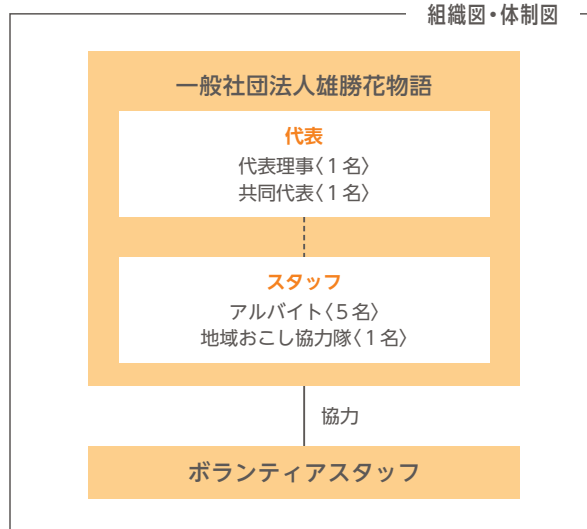 組織図・体制図
一般社団法人雄勝花物語
代表
代表理事〈1名〉
共同代表〈1名〉
スタッフ
アルバイト〈5名〉
地域おこし協力隊〈1名〉
協力
ボランティアスタッフ